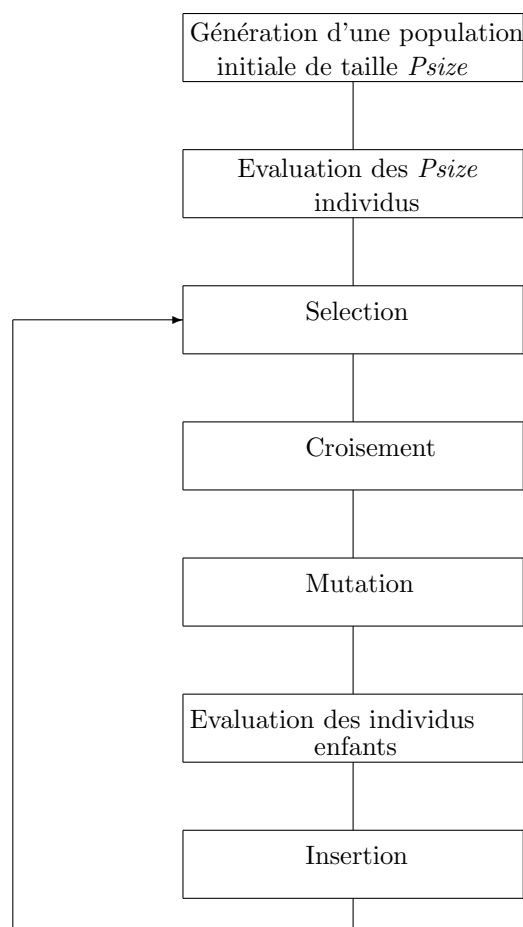 Génération d'une population
initiale de taille Psize
Evaluation des Psize
individus
Selection
Croisement
Mutation
Evaluation des individus
enfants
Insertion